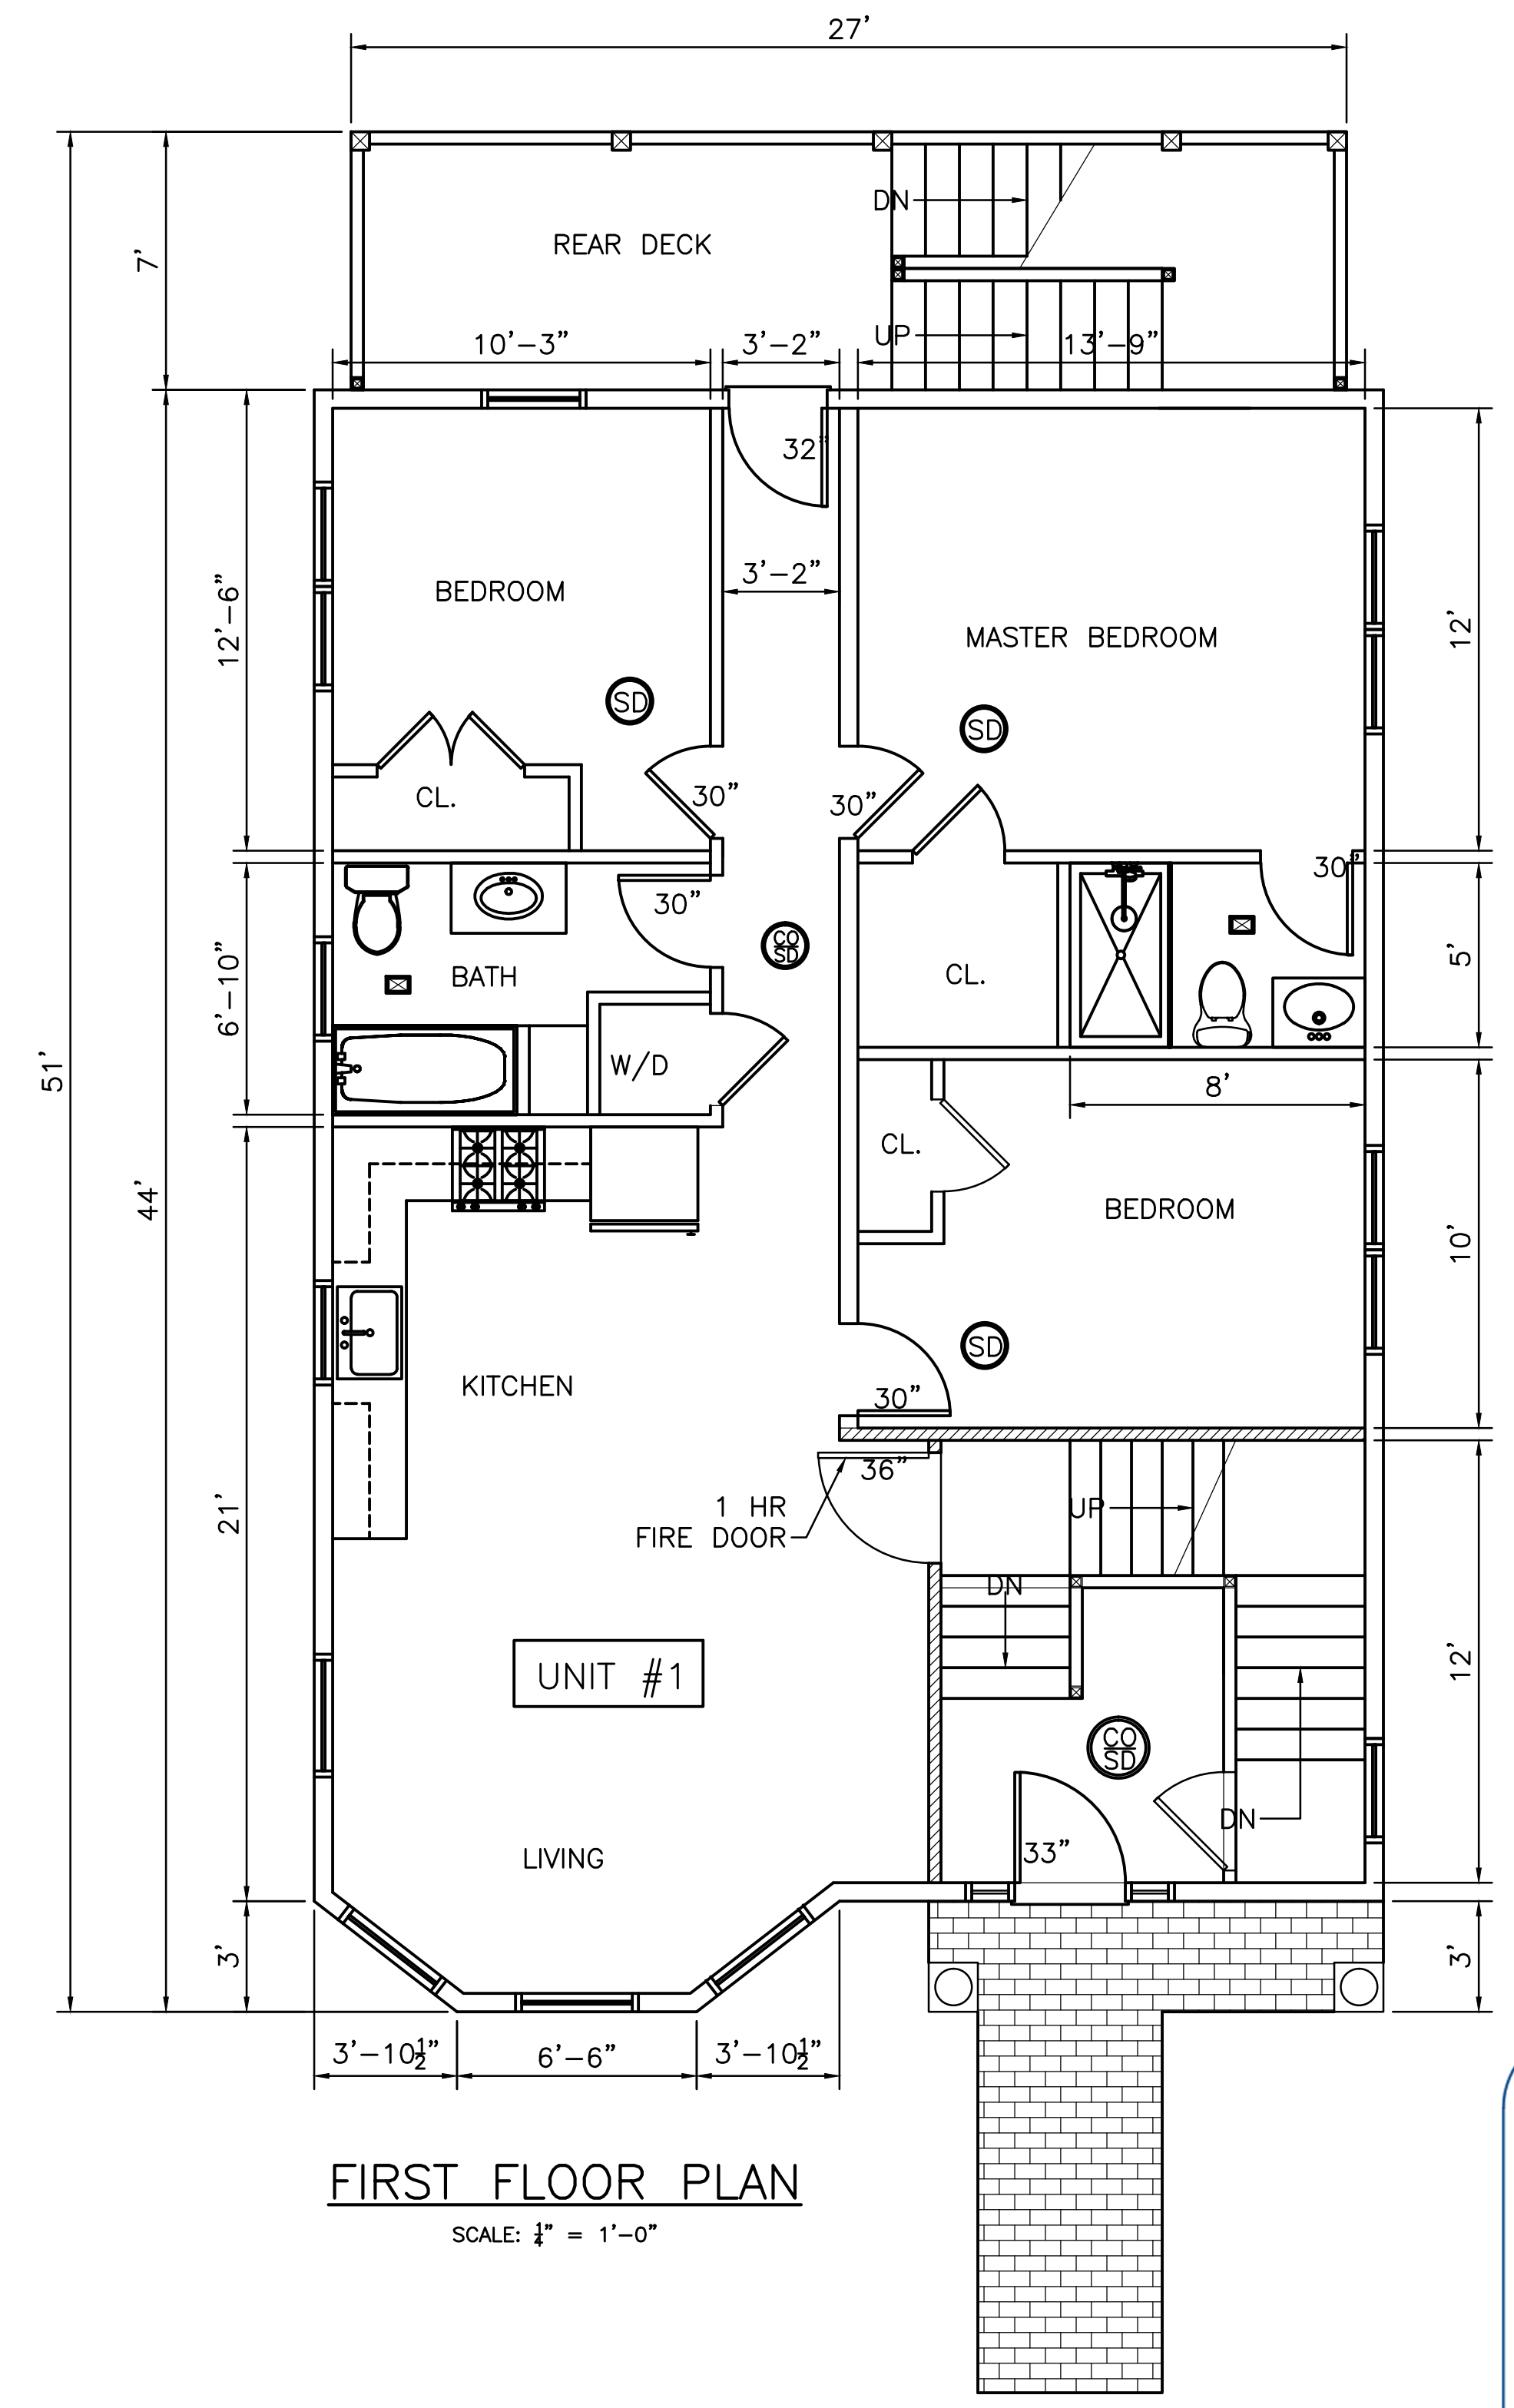 27’
7’
DN
REAR DECK
UP
10’-3”
3’-2”
13’-9”
32”
3’-2”
BEDROOM
12’-6”
MASTER BEDROOM
12’
SD
SD
CL.
30”
30”
30”
30”
CO
SD
BATH
6’-10”
CL.
5’
51’
W/D
8’
CL.
44’
BEDROOM
10’
SD
KITCHEN
30”
36”
1 HR
FIRE DOOR
UP
21’
DN
UNIT #1
12’
CO
SD
DN
33”
LIVING
3’
3’
3’-10½”
6’-6”
3’-10½”
FIRST FLOOR PLAN
SCALE: ¼” = 1’-0”